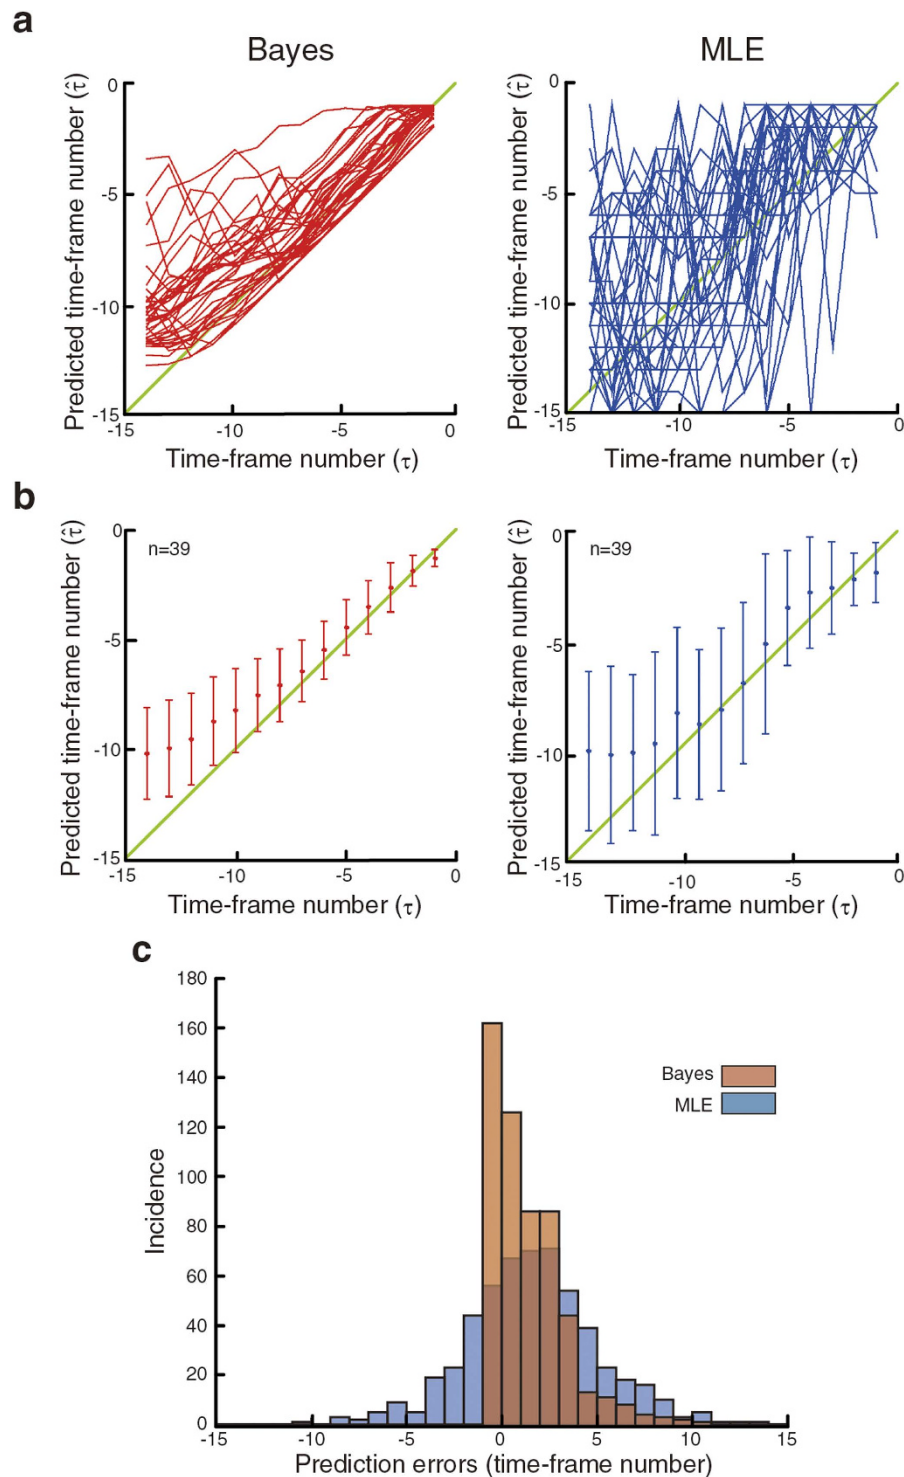 a
Bayes
MLE
Predicted time-frame number (τ̂)
0
-5
-10
-15
-15
-10
-5
0
Time-frame number (τ)
Predicted time-frame number (τ̂)
0
-5
-10
-15
-15
-10
-5
0
Time-frame number (τ)
b
Predicted time-frame number (τ̂)
0
-5
-10
-15
n=39
-15
-10
-5
0
Time-frame number (τ)
Predicted time-frame number (τ̂)
0
-5
-10
-15
n=39
-15
-10
-5
0
Time-frame number (τ)
c
Incidence
180
160
140
120
100
80
60
40
20
0
Bayes
MLE
-15
-10
-5
0
5
10
15
Prediction errors (time-frame number)